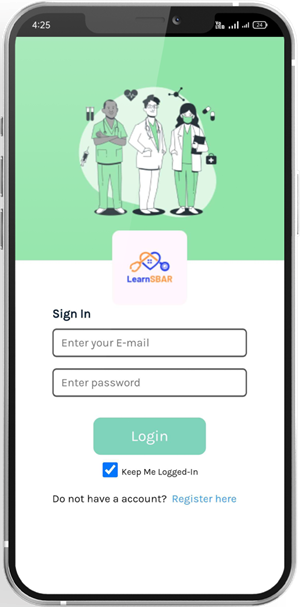 4:25
24
LearnSBAR
Sign In
Enter your E-mail
Enter password
Login
Keep Me Logged-In
Do not have a account? Register here